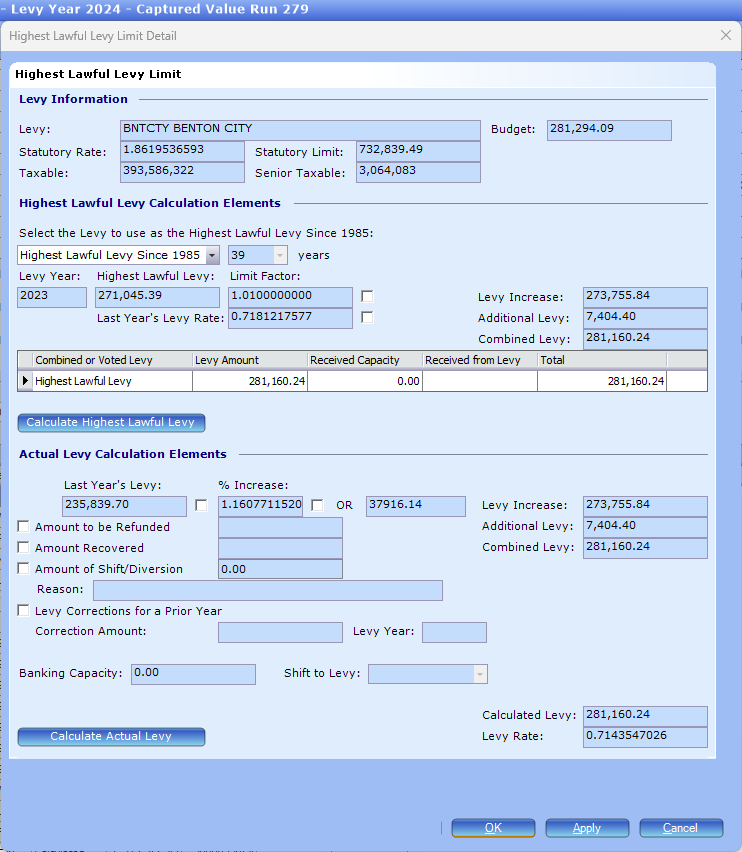 - Levy Year 2024 - Captured Value Run 279
Highest Lawful Levy Limit Detail
Highest Lawful Levy Limit
Levy Information
Levy: BNTCTY BENTON CITY Budget: 281,294.09
Statutory Rate: 1.8619536593 Statutory Limit: 732,839.49
Taxable: 393,586,322 Senior Taxable: 3,064,083
Highest Lawful Levy Calculation Elements
Select the Levy to use as the Highest Lawful Levy Since 1985:
Highest Lawful Levy Since 1985 39 years
Levy Year: Highest Lawful Levy: Limit Factor:
2023 271,045.39 1.0100000000 Levy Increase: 273,755.84
Last Year's Levy Rate: 0.7181217577 Additional Levy: 7,404.40
Combined Levy: 281,160.24
Combined or Voted Levy Levy Amount Received Capacity Received from Levy Total
Highest Lawful Levy 281,160.24 0.00 281,160.24
Calculate Highest Lawful Levy
Actual Levy Calculation Elements
Last Year's Levy: % Increase:
235,839.70 1.1607711520 OR 37916.14 Levy Increase: 273,755.84
Amount to be Refunded Additional Levy: 7,404.40
Amount Recovered Combined Levy: 281,160.24
Amount of Shift/Diversion 0.00
Reason:
Levy Corrections for a Prior Year
Correction Amount: Levy Year:
Banking Capacity: 0.00 Shift to Levy:
Calculated Levy: 281,160.24
Calculate Actual Levy Levy Rate: 0.7143547026
OK Apply Cancel